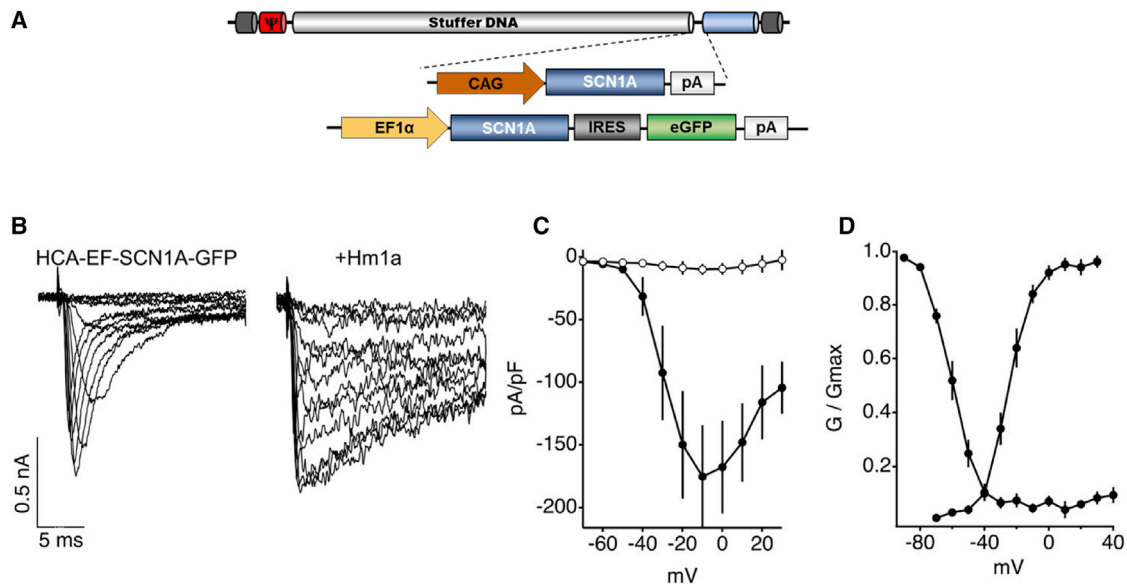 A
Ψ Stuffer DNA
CAG SCN1A pA
EF1α SCN1A IRES eGFP pA
B
HCA-EF-SCN1A-GFP +Hm1a
0.5 nA
5 ms
C
0
-50
-100
-150
-200
pA/pF
-60 -40 -20 0 20
mV
D
1.0
0.8
0.6
0.4
0.2
G / Gmax
-80 -40 0 40
mV